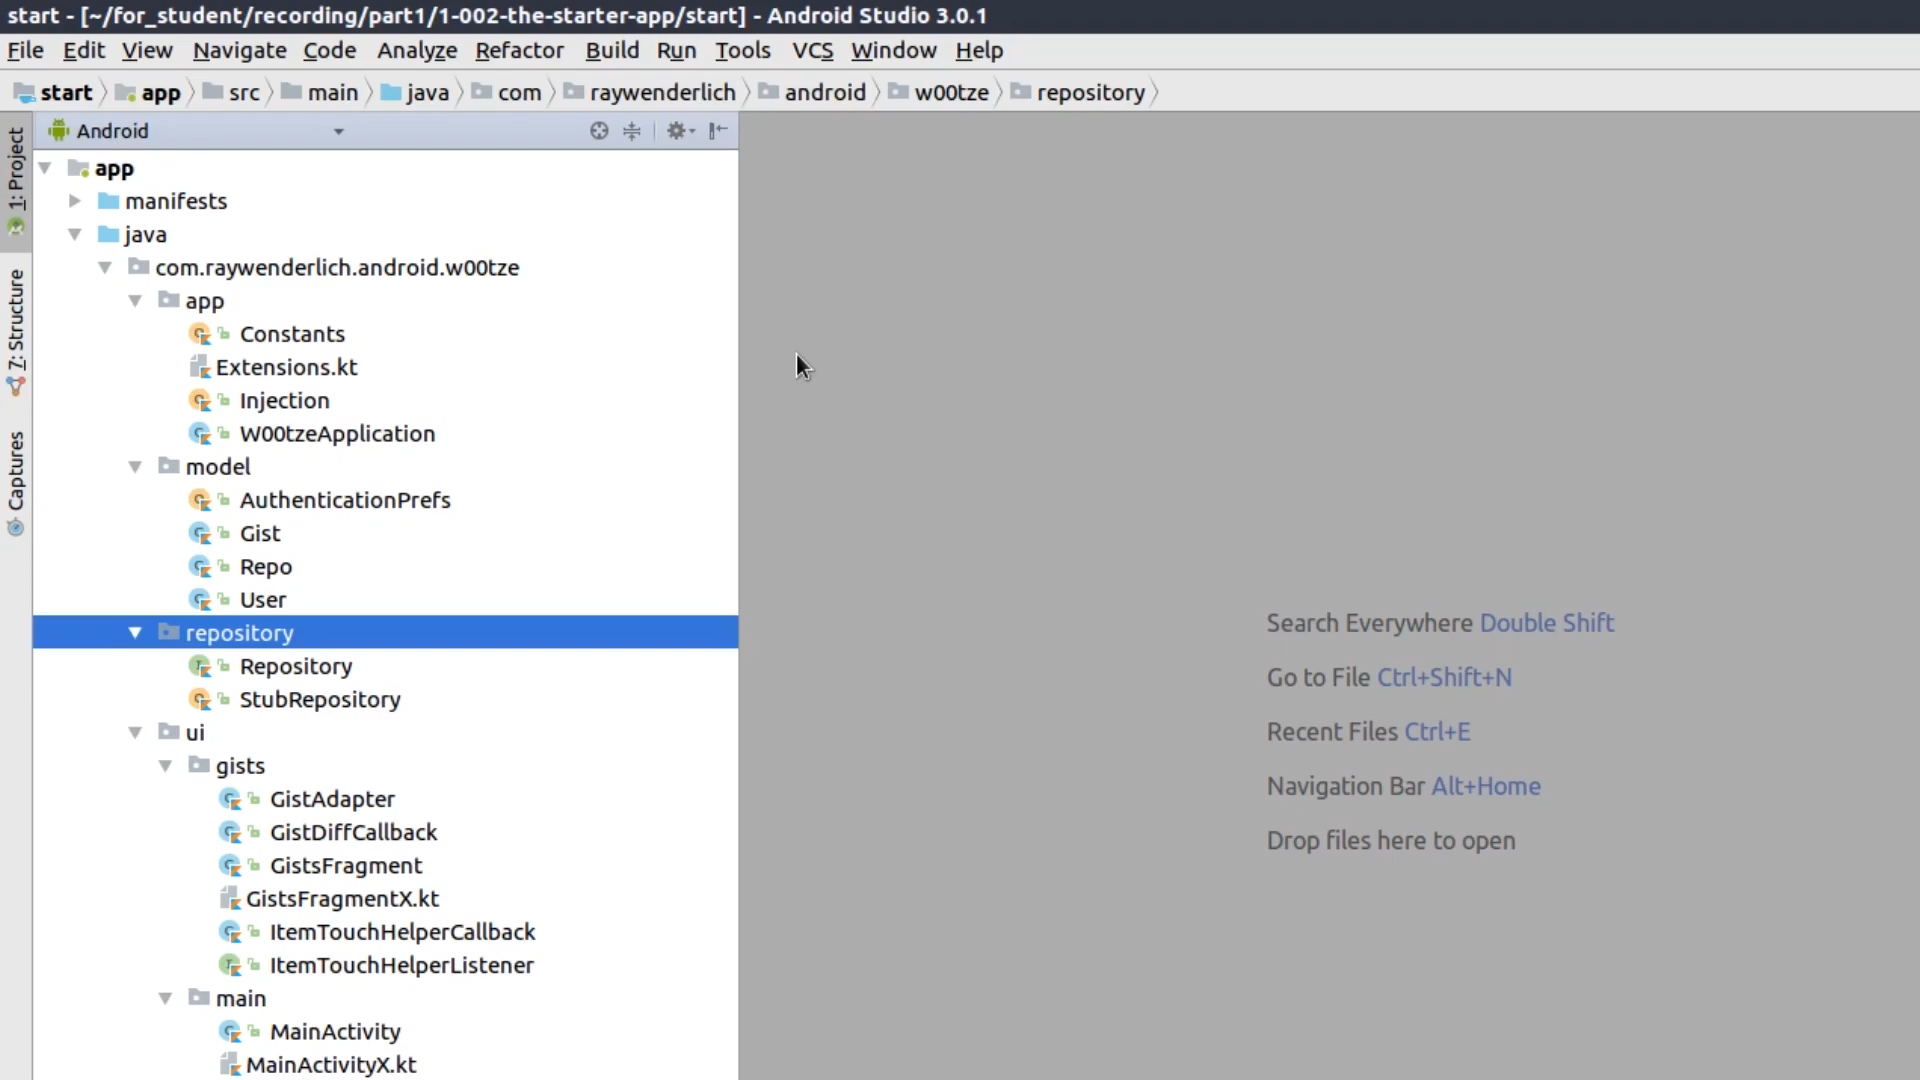 start - [~/for_student/recording/part1/1-002-the-starter-app/start] - Android Studio 3.0.1
File Edit View Navigate Code Analyze Refactor Build Run Tools VCS Window Help
start app src main java com raywenderlich android w00tze repository
1: Project
7: Structure
Captures
Android
app
manifests
java
com.raywenderlich.android.w00tze
app
Constants
Extensions.kt
Injection
W00tzeApplication
model
AuthenticationPrefs
Gist
Repo
User
repository
Repository
StubRepository
ui
gists
GistAdapter
GistDiffCallback
GistsFragment
GistsFragmentX.kt
ItemTouchHelperCallback
ItemTouchHelperListener
main
MainActivity
MainActivityX.kt
Search Everywhere Double Shift
Go to File Ctrl+Shift+N
Recent Files Ctrl+E
Navigation Bar Alt+Home
Drop files here to open